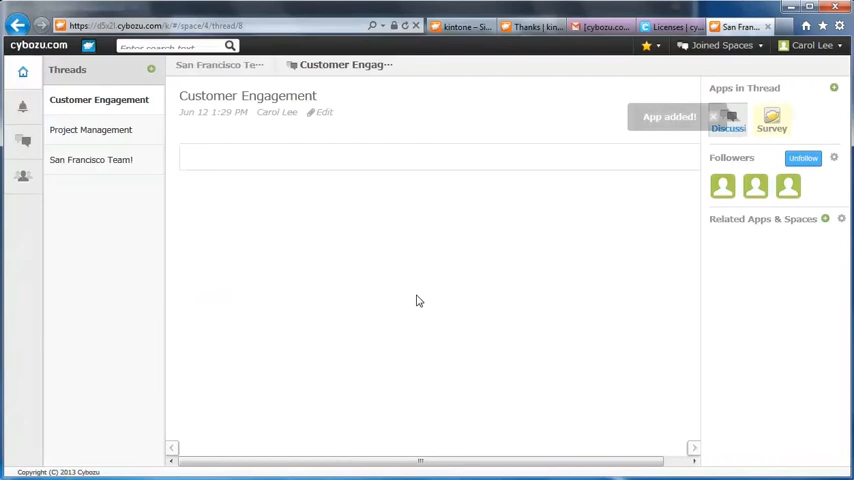 https://d5x2l.cybozu.com/k/#/space/4/thread/8
kintone – Si...
Thanks | kin...
[cybozu.co...
Licenses | cy...
San Fran...
cybozu.com
Enter search text
Joined Spaces
Carol Lee
Threads
Customer Engagement
Project Management
San Francisco Team!
San Francisco Te···
Customer Engag···
Customer Engagement
Jun 12 1:29 PM Carol Lee Edit
App added!
Apps in Thread
Discussi
Survey
Followers
Unfollow
Related Apps & Spaces
Copyright (C) 2013 Cybozu